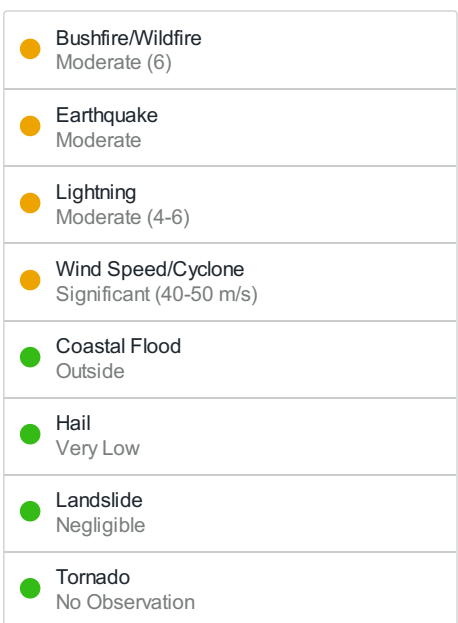 Bushfire/Wildfire
Moderate (6)
Earthquake
Moderate
Lightning
Moderate (4-6)
Wind Speed/Cyclone
Significant (40-50 m/s)
Coastal Flood
Outside
Hail
Very Low
Landslide
Negligible
Tornado
No Observation